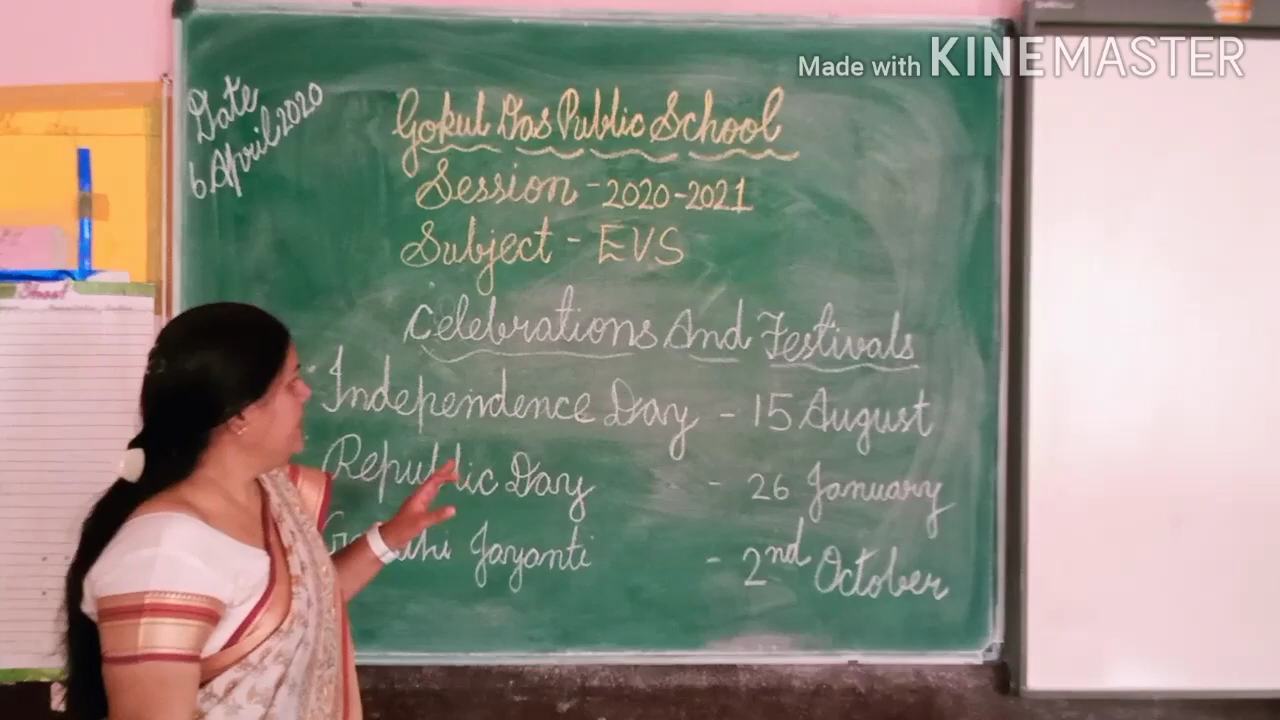 Made with KINEMASTER
Date
6 April 2020
Gokul Das Public School
Session - 2020-2021
Subject - EVS
Celebrations And Festivals
Independence Day - 15 August
Republic Day - 26 January
Gandhi Jayanti - 2nd October